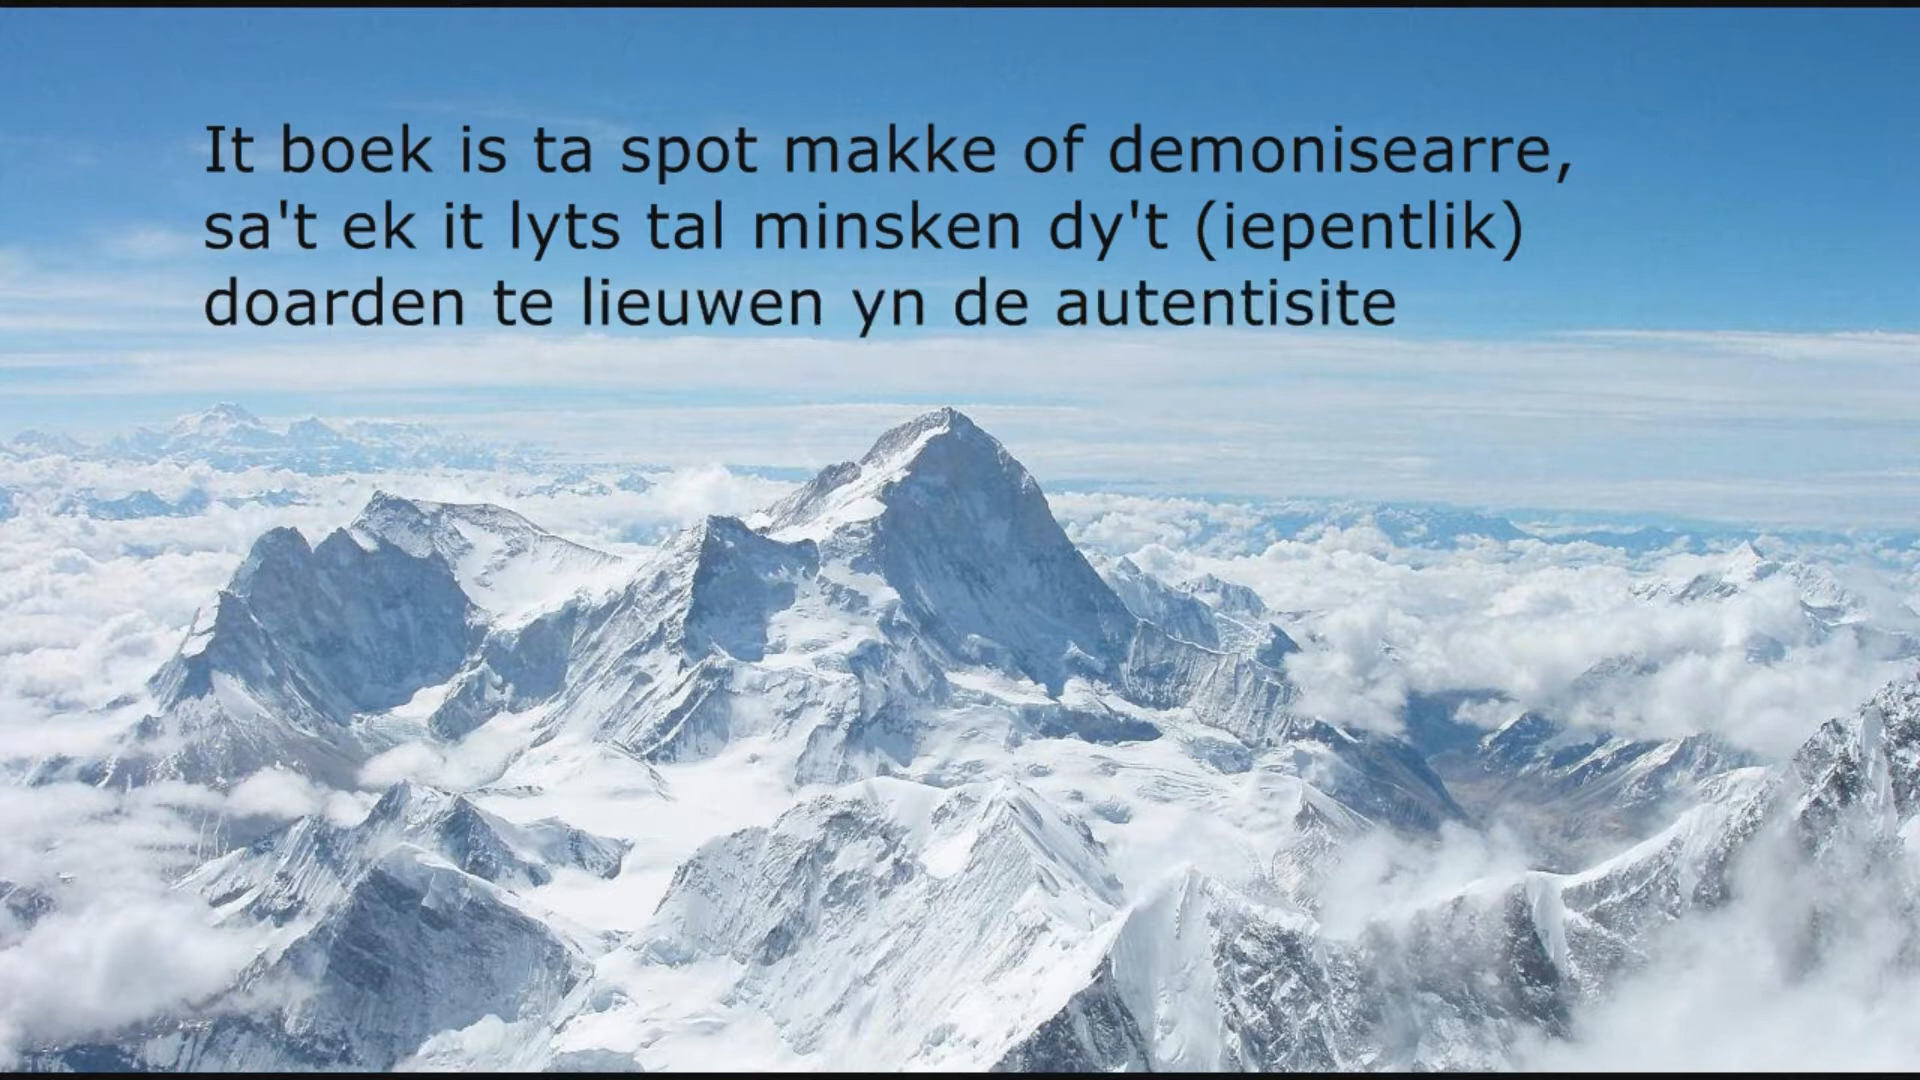 It boek is ta spot makke of demonisearre,
sa't ek it lyts tal minsken dy't (iepentlik)
doarden te lieuwen yn de autentisite